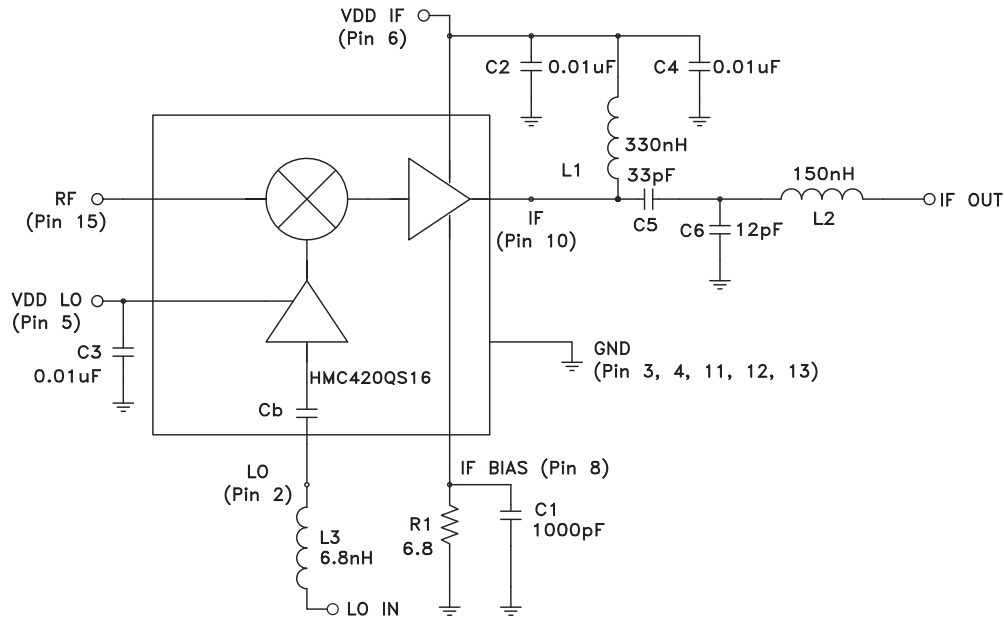 VDD IF
(Pin 6)
C2
0.01uF
C4
0.01uF
330nH
L1
33pF
150nH
RF
(Pin 15)
IF
(Pin 10)
C5
C6
12pF
L2
IF OUT
VDD LO
(Pin 5)
C3
0.01uF
GND
(Pin 3, 4, 11, 12, 13)
HMC420QS16
Cb
LO
(Pin 2)
IF BIAS (Pin 8)
L3
6.8nH
R1
6.8
C1
1000pF
LO IN